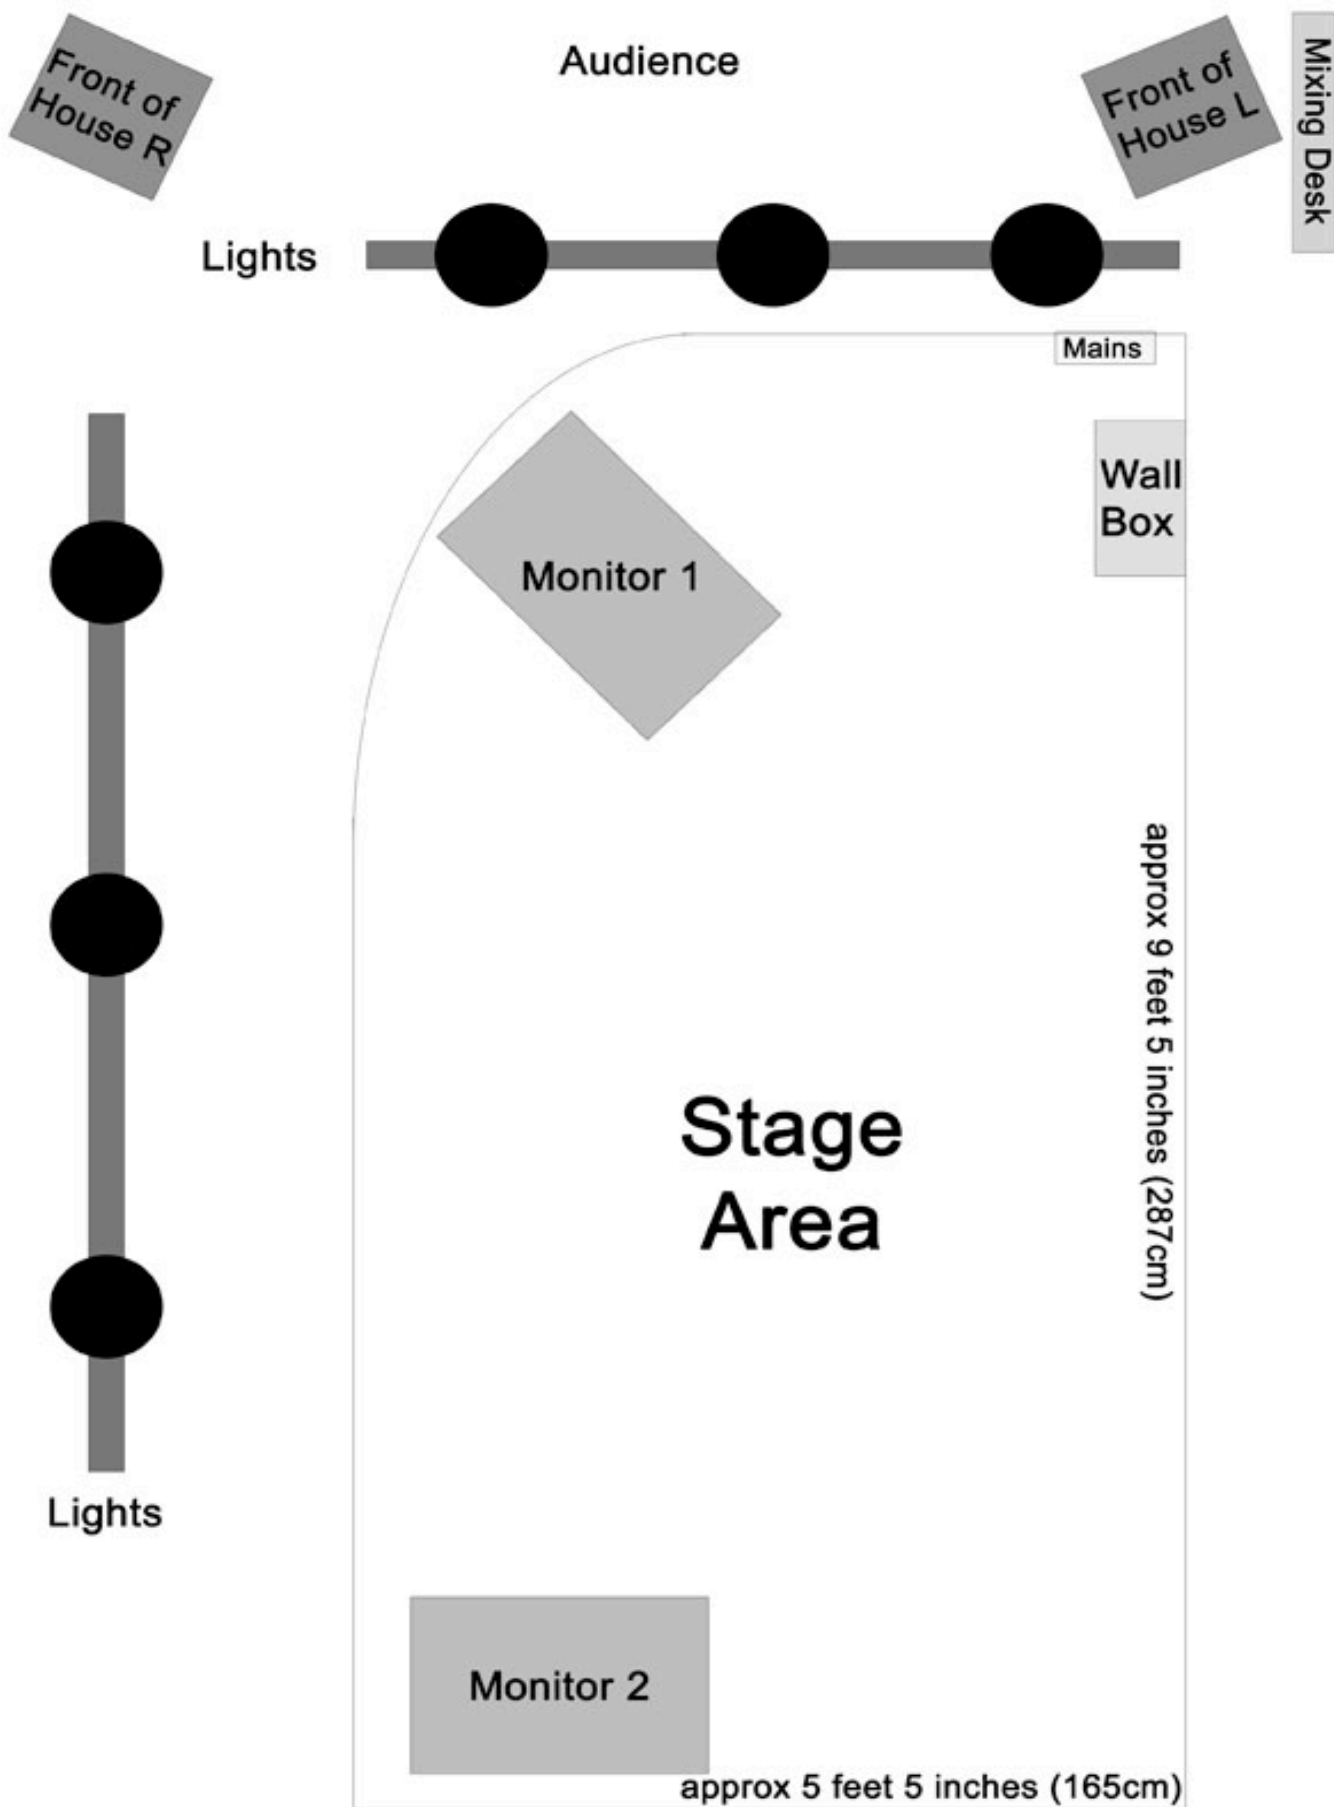 Front of
House R
Audience
Front of
House L
Mixing Desk
Lights
Mains
Wall
Box
Monitor 1
approx 9 feet 5 inches (287cm)
Stage
Area
Lights
Monitor 2
approx 5 feet 5 inches (165cm)